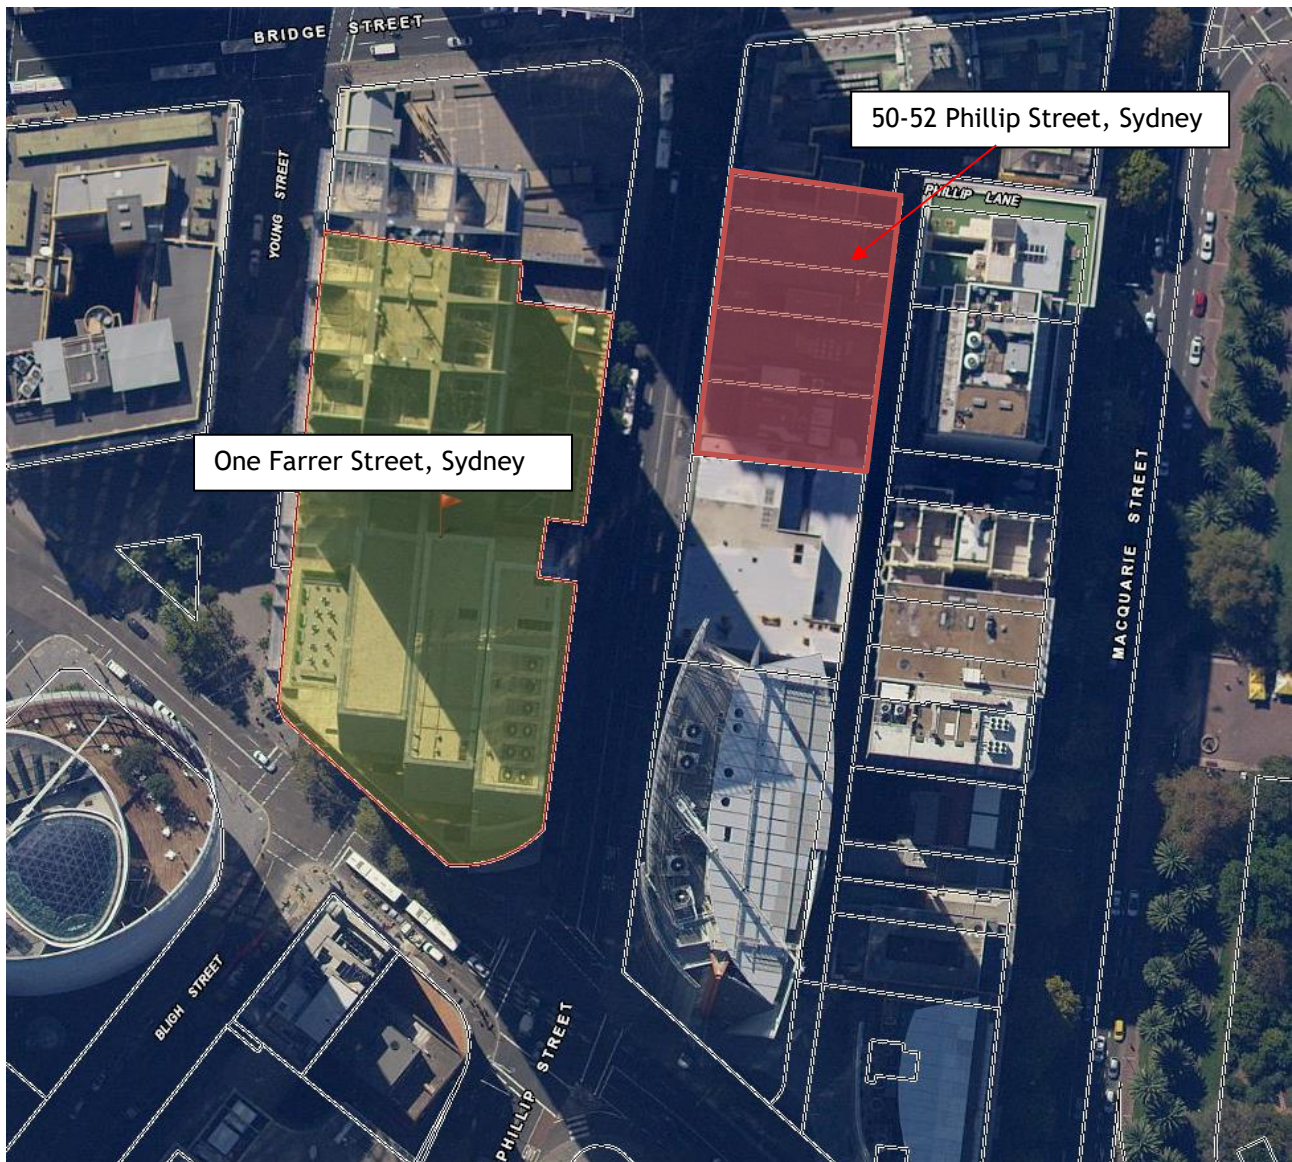 BRIDGE STREET
50-52 Phillip Street, Sydney
YOUNG STREET
PHILLIP LANE
One Farrer Street, Sydney
MACQUARIE STREET
BLIGH STREET
PHILLIP STREET